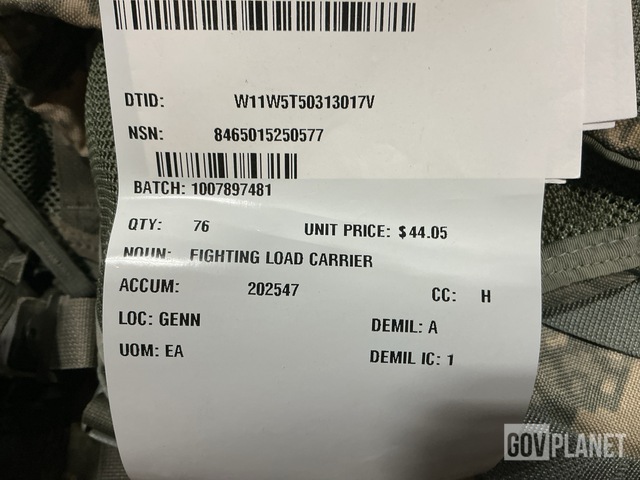 DTID: W11W5T50313017V
NSN: 8465015250577
BATCH: 1007897481
QTY: 76 UNIT PRICE: $44.05
NOUN: FIGHTING LOAD CARRIER
ACCUM: 202547 CC: H
LOC: GENN DEMIL: A
UOM: EA DEMIL IC: 1
GOVPLANET